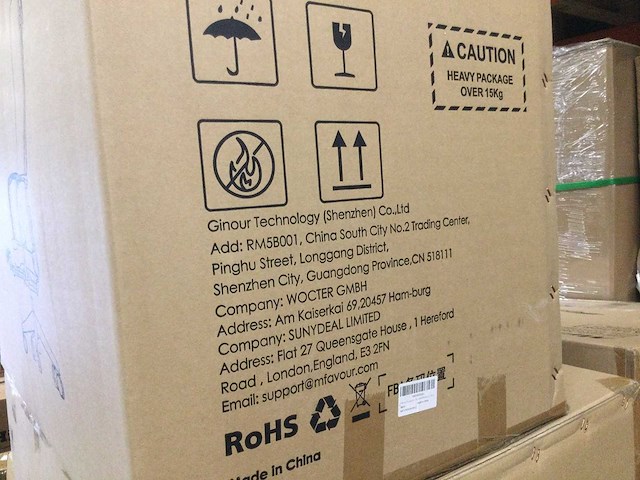 CAUTION
HEAVY PACKAGE
OVER 15Kg
Ginour Technology (Shenzhen) Co.,Ltd
Add: RM5B001, China South City No.2 Trading Center,
Pinghu Street, Longgang District,
Shenzhen City, Guangdong Province,CN 518111
Company: WOCTER GMBH
Address: Am Kaiserkai 69,20457 Ham-burg
Company: SUNYDEAL LIMITED
Address: Flat 27 Queensgate House , 1 Hereford
Road , London,England, E3 2FN
Email: support@mfavour.com
位置
RoHS
Made in China